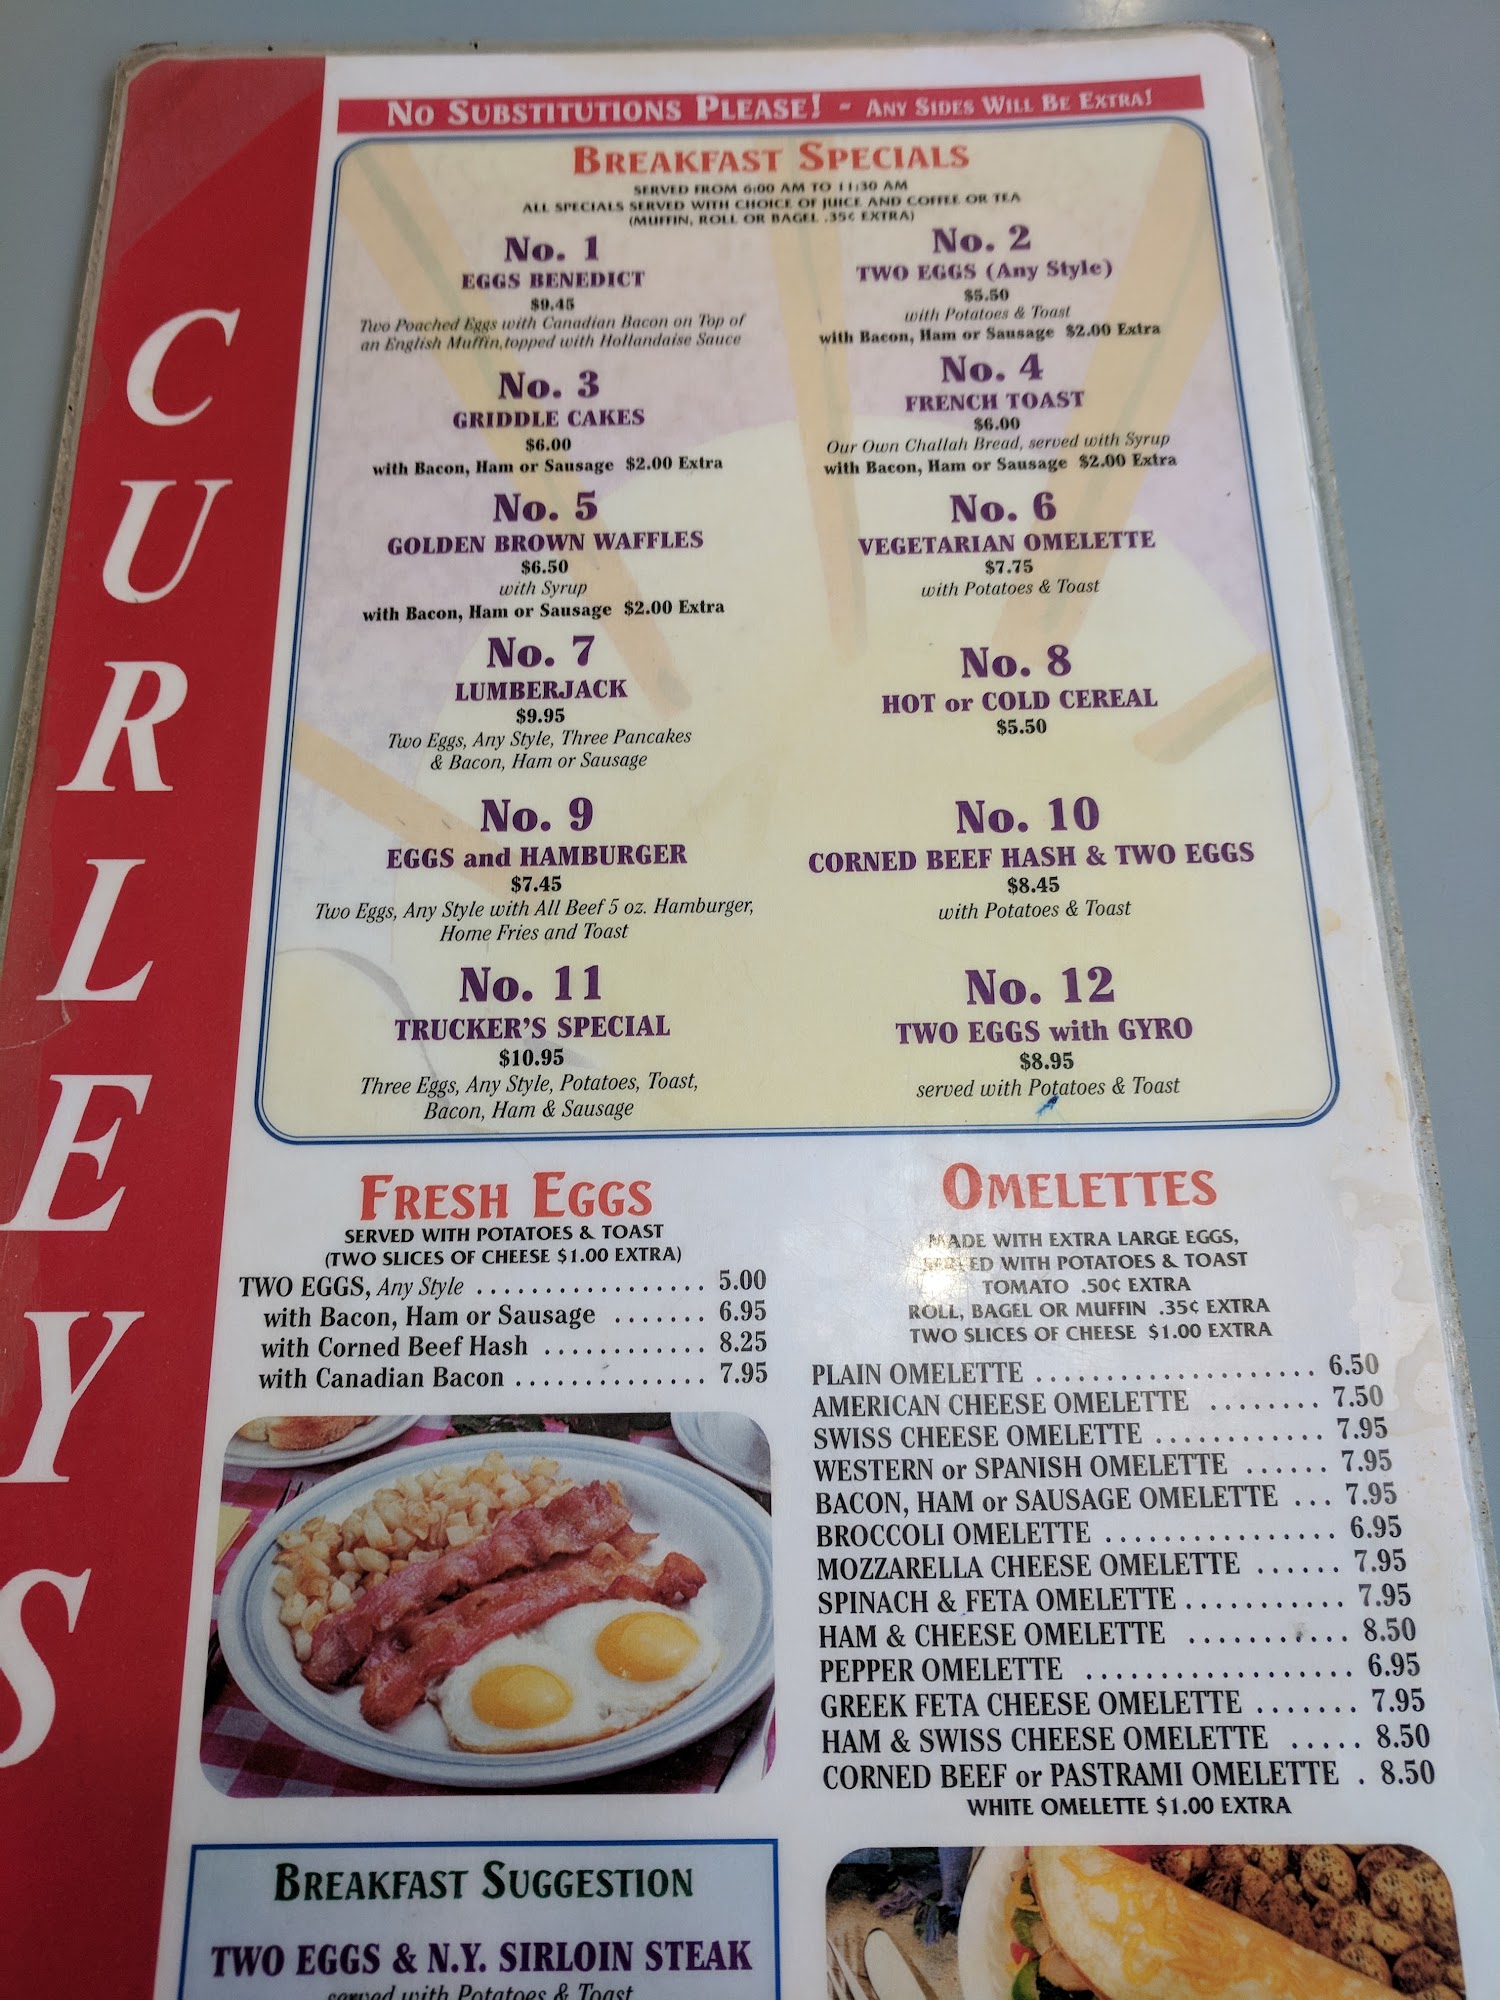 CURLEYS
NO SUBSTITUTIONS PLEASE! - ANY SIDES WILL BE EXTRA!
BREAKFAST SPECIALS
SERVED FROM 6:00 AM TO 11:30 AM
ALL SPECIALS SERVED WITH CHOICE OF JUICE AND COFFEE OR TEA
(MUFFIN, ROLL OR BAGEL .35¢ EXTRA)
No. 1
EGGS BENEDICT
$9.45
Two Poached Eggs with Canadian Bacon on Top of
an English Muffin, topped with Hollandaise Sauce
No. 2
TWO EGGS (Any Style)
$5.50
with Potatoes & Toast
with Bacon, Ham or Sausage $2.00 Extra
No. 3
GRIDDLE CAKES
$6.00
with Bacon, Ham or Sausage $2.00 Extra
No. 4
FRENCH TOAST
$6.00
Our Own Challah Bread, served with Syrup
with Bacon, Ham or Sausage $2.00 Extra
No. 5
GOLDEN BROWN WAFFLES
$6.50
with Syrup
with Bacon, Ham or Sausage $2.00 Extra
No. 6
VEGETARIAN OMELETTE
$7.75
with Potatoes & Toast
No. 7
LUMBERJACK
$9.95
Two Eggs, Any Style, Three Pancakes
& Bacon, Ham or Sausage
No. 8
HOT or COLD CEREAL
$5.50
No. 9
EGGS and HAMBURGER
$7.45
Two Eggs, Any Style with All Beef 5 oz. Hamburger,
Home Fries and Toast
No. 10
CORNED BEEF HASH & TWO EGGS
$8.45
with Potatoes & Toast
No. 11
TRUCKER'S SPECIAL
$10.95
Three Eggs, Any Style, Potatoes, Toast,
Bacon, Ham & Sausage
No. 12
TWO EGGS with GYRO
$8.95
served with Potatoes & Toast
FRESH EGGS
SERVED WITH POTATOES & TOAST
(TWO SLICES OF CHEESE $1.00 EXTRA)
TWO EGGS, Any Style . . . . . . . . . . . . . . . . . 5.00
with Bacon, Ham or Sausage . . . . . . . 6.95
with Corned Beef Hash . . . . . . . . . . . . 8.25
with Canadian Bacon . . . . . . . . . . . . . . 7.95
OMELETTES
MADE WITH EXTRA LARGE EGGS,
SERVED WITH POTATOES & TOAST
TOMATO .50¢ EXTRA
ROLL, BAGEL OR MUFFIN .35¢ EXTRA
TWO SLICES OF CHEESE $1.00 EXTRA
PLAIN OMELETTE . . . . . . . . . . . . . . . . . . . . 6.50
AMERICAN CHEESE OMELETTE . . . . . . . . 7.50
SWISS CHEESE OMELETTE . . . . . . . . . . . . 7.95
WESTERN or SPANISH OMELETTE . . . . . . 7.95
BACON, HAM or SAUSAGE OMELETTE . . . 7.95
BROCCOLI OMELETTE . . . . . . . . . . . . . . . . . 6.95
MOZZARELLA CHEESE OMELETTE . . . . . . 7.95
SPINACH & FETA OMELETTE . . . . . . . . . . . 7.95
HAM & CHEESE OMELETTE . . . . . . . . . . . 8.50
PEPPER OMELETTE . . . . . . . . . . . . . . . . . . 6.95
GREEK FETA CHEESE OMELETTE . . . . . . . 7.95
HAM & SWISS CHEESE OMELETTE . . . . . 8.50
CORNED BEEF or PASTRAMI OMELETTE . 8.50
WHITE OMELETTE $1.00 EXTRA
BREAKFAST SUGGESTION
TWO EGGS & N.Y. SIRLOIN STEAK
served with Potatoes & Toast